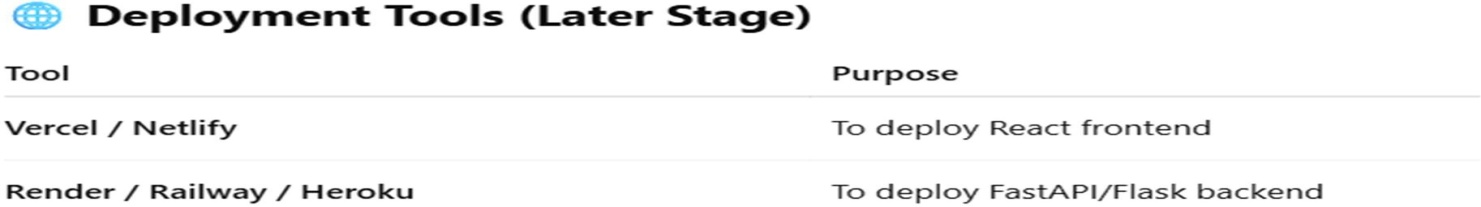 🌐 Deployment Tools (Later Stage)
Tool Purpose
Vercel / Netlify To deploy React frontend
Render / Railway / Heroku To deploy FastAPI/Flask backend